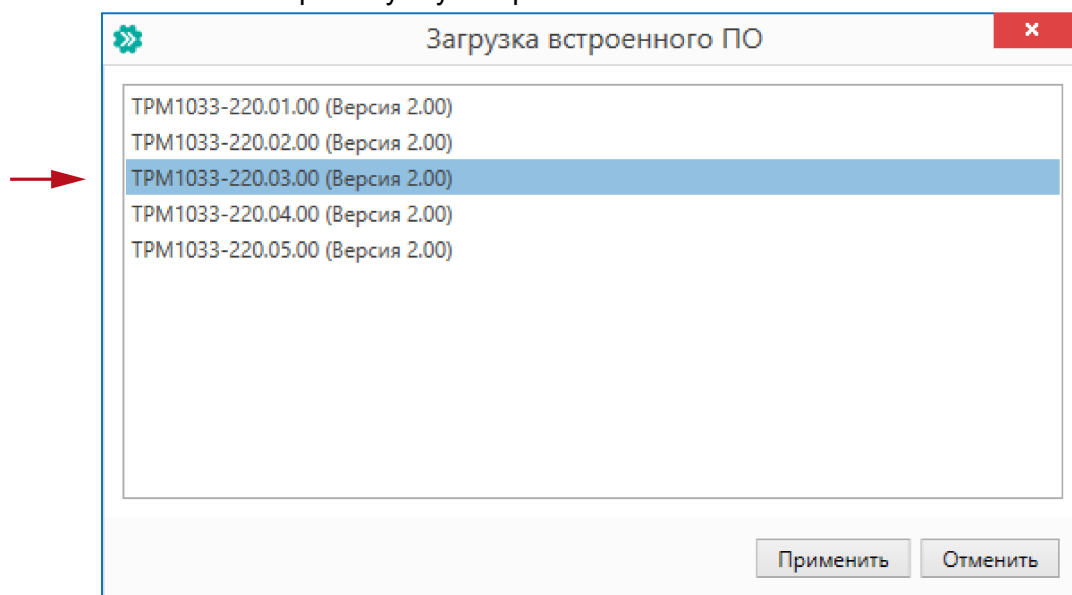 Загрузка встроенного ПО
ТРМ1033-220.01.00 (Версия 2.00)
ТРМ1033-220.02.00 (Версия 2.00)
ТРМ1033-220.03.00 (Версия 2.00)
ТРМ1033-220.04.00 (Версия 2.00)
ТРМ1033-220.05.00 (Версия 2.00)
Применить Отменить